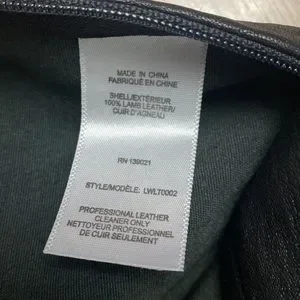 MADE IN CHINA
FABRIQUÉ EN CHINE
SHELL/EXTÉRIEUR
100% LAMB LEATHER/
CUIR D'AGNEAU
RN 139021
STYLE/MODÈLE: LWLT0002
PROFESSIONAL LEATHER
CLEANER ONLY
NETTOYEUR PROFESSIONNEL
DE CUIR SEULEMENT